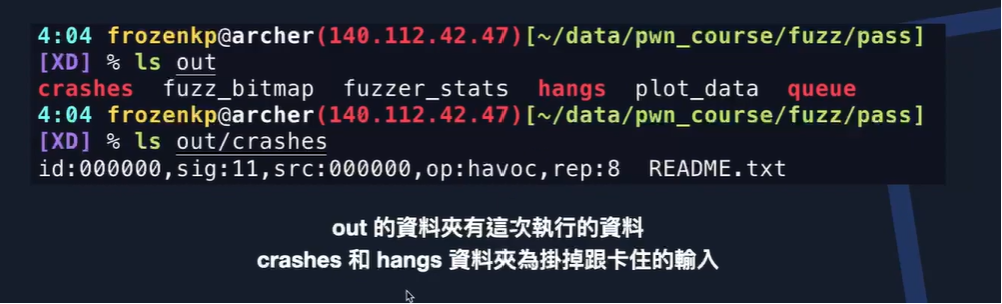 4:04 frozenkp@archer(140.112.42.47)[~/data/pwn_course/fuzz/pass]
[XD] % ls out
crashes  fuzz_bitmap  fuzzer_stats  hangs  plot_data  queue
4:04 frozenkp@archer(140.112.42.47)[~/data/pwn_course/fuzz/pass]
[XD] % ls out/crashes
id:000000,sig:11,src:000000,op:havoc,rep:8  README.txt
out 的資料夾有這次執行的資料
crashes 和 hangs 資料夾為掛掉跟卡住的輸入